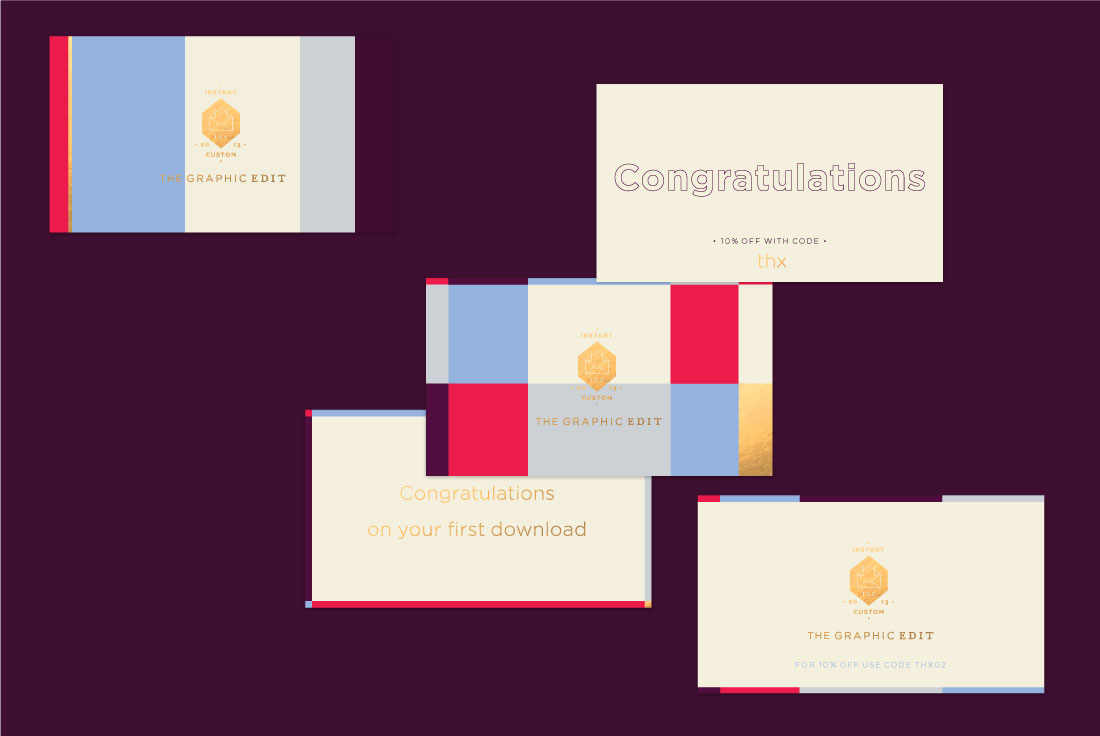 INSTANT
• 20 13 •
CUSTOM
THE GRAPHIC EDIT
Congratulations
• 10% OFF WITH CODE •
thx
INSTANT
• 20 13 •
CUSTOM
THE GRAPHIC EDIT
Congratulations
on your first download
INSTANT
• 20 13 •
CUSTOM
THE GRAPHIC EDIT
FOR 10% OFF USE CODE THX02